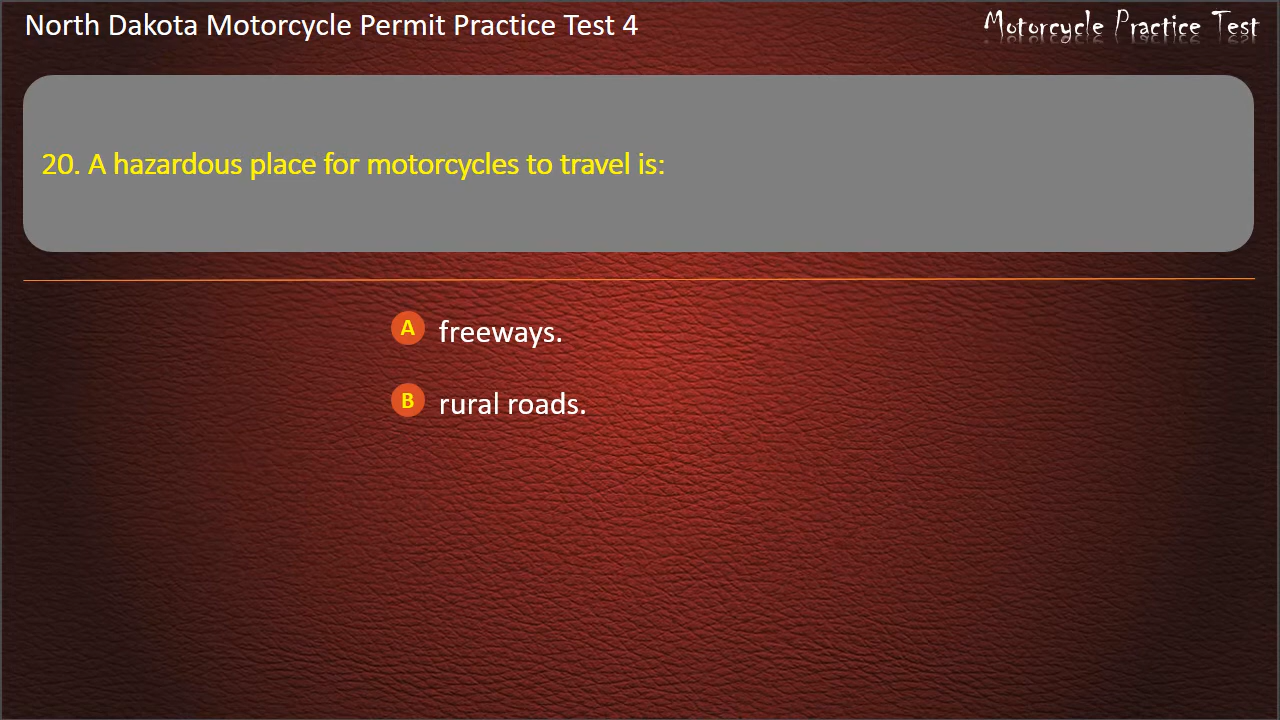 North Dakota Motorcycle Permit Practice Test 4
Motorcycle Practice Test
20. A hazardous place for motorcycles to travel is:
A freeways.
B rural roads.